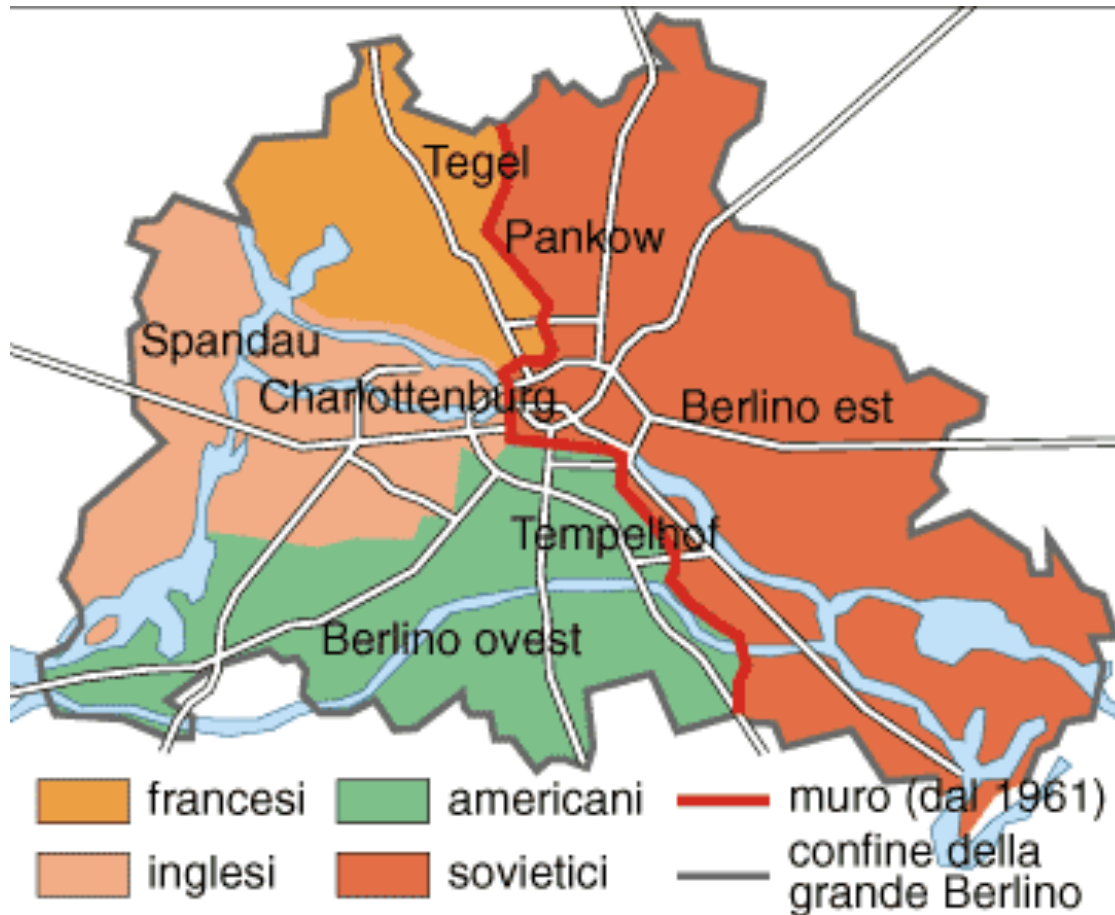 Tegel
Pankow
Spandau
Charlottenburg
Berlino est
Tempelhof
Berlino ovest
francesi
americani
muro (dal 1961)
inglesi
sovietici
confine della
grande Berlino